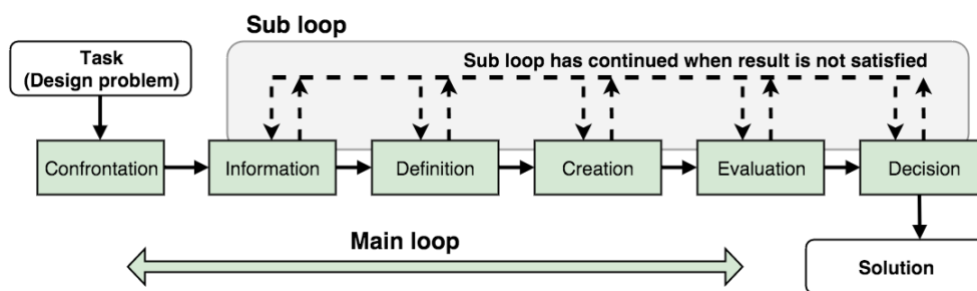 Sub loop
Task
(Design problem)
Sub loop has continued when result is not satisfied
Confrontation
Information
Definition
Creation
Evaluation
Decision
Main loop
Solution